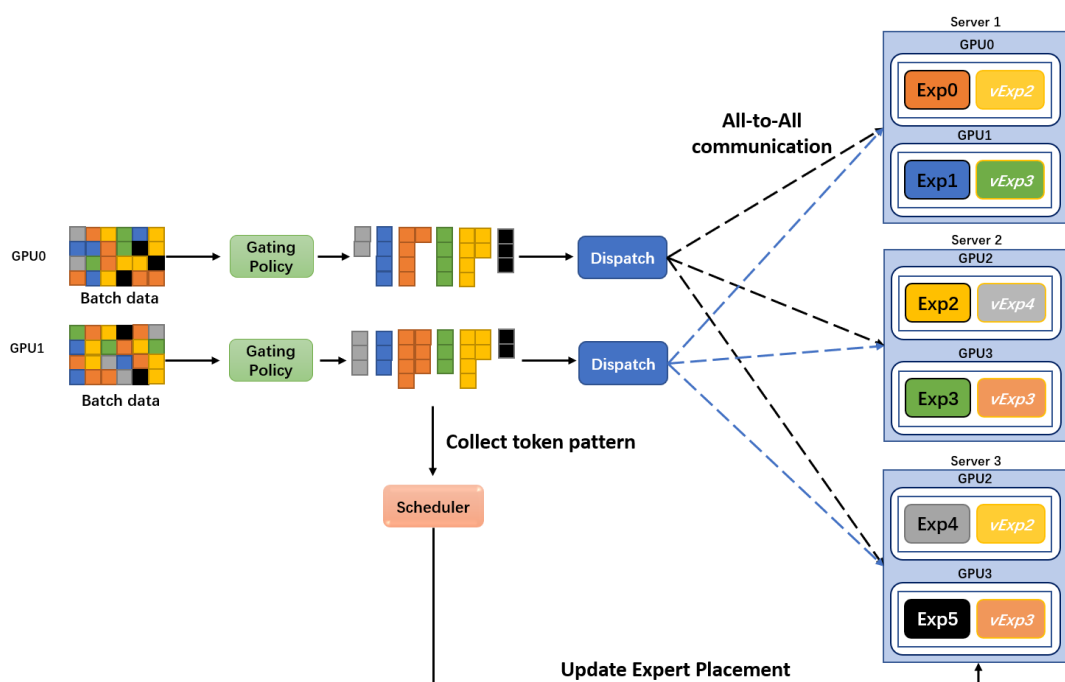 Server 1
GPU0
Exp0
vExp2
GPU1
Exp1
vExp3
All-to-All
communication
GPU0
Batch data
Gating
Policy
Dispatch
GPU1
Batch data
Gating
Policy
Dispatch
Server 2
GPU2
Exp2
vExp4
GPU3
Exp3
vExp3
Collect token pattern
Scheduler
Server 3
GPU2
Exp4
vExp2
GPU3
Exp5
vExp3
Update Expert Placement